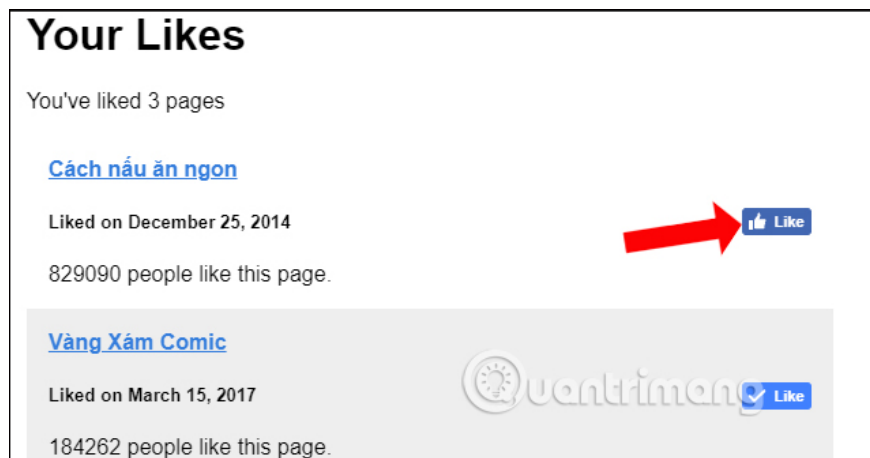 Your Likes
You've liked 3 pages
Cách nấu ăn ngon
Liked on December 25, 2014
Like
829090 people like this page.
Vàng Xám Comic
Liked on March 15, 2017
Quantrimang
Like
184262 people like this page.